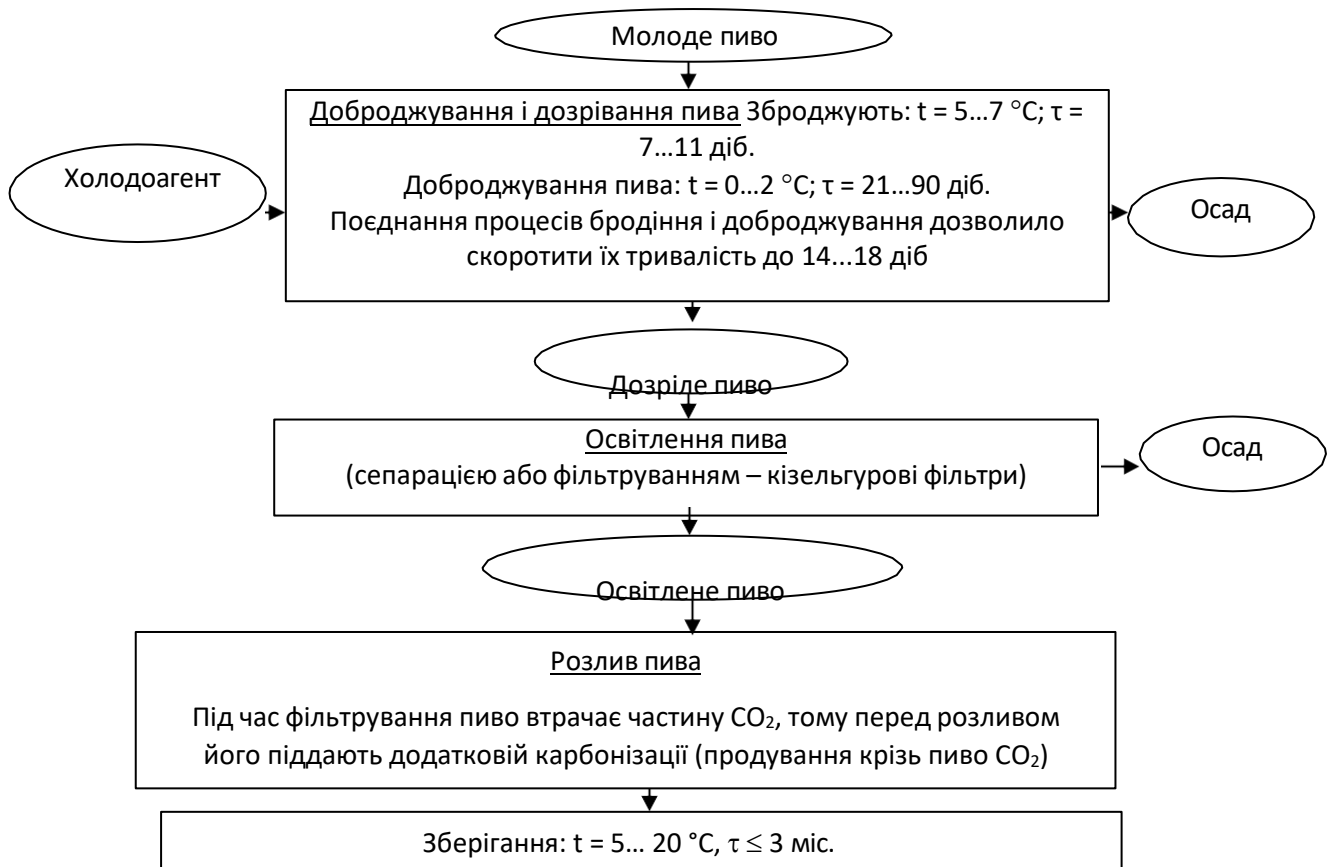 Молоде пиво
Доброджування і дозрівання пива Зброджують: t = 5...7 °C; τ =
7...11 діб.
Холодоагент
Доброджування пива: t = 0...2 °C; τ = 21...90 діб.
Осад
Поєднання процесів бродіння і доброджування дозволило
скоротити їх тривалість до 14...18 діб
Дозріле пиво
Освітлення пива
(сепарацією або фільтруванням – кізельгурові фільтри)
Осад
Освітлене пиво
Розлив пива
Під час фільтрування пиво втрачає частину CO₂, тому перед розливом
його піддають додатковій карбонізації (продування крізь пиво CO₂)
Зберігання: t = 5... 20 °C, τ ≤ 3 міс.